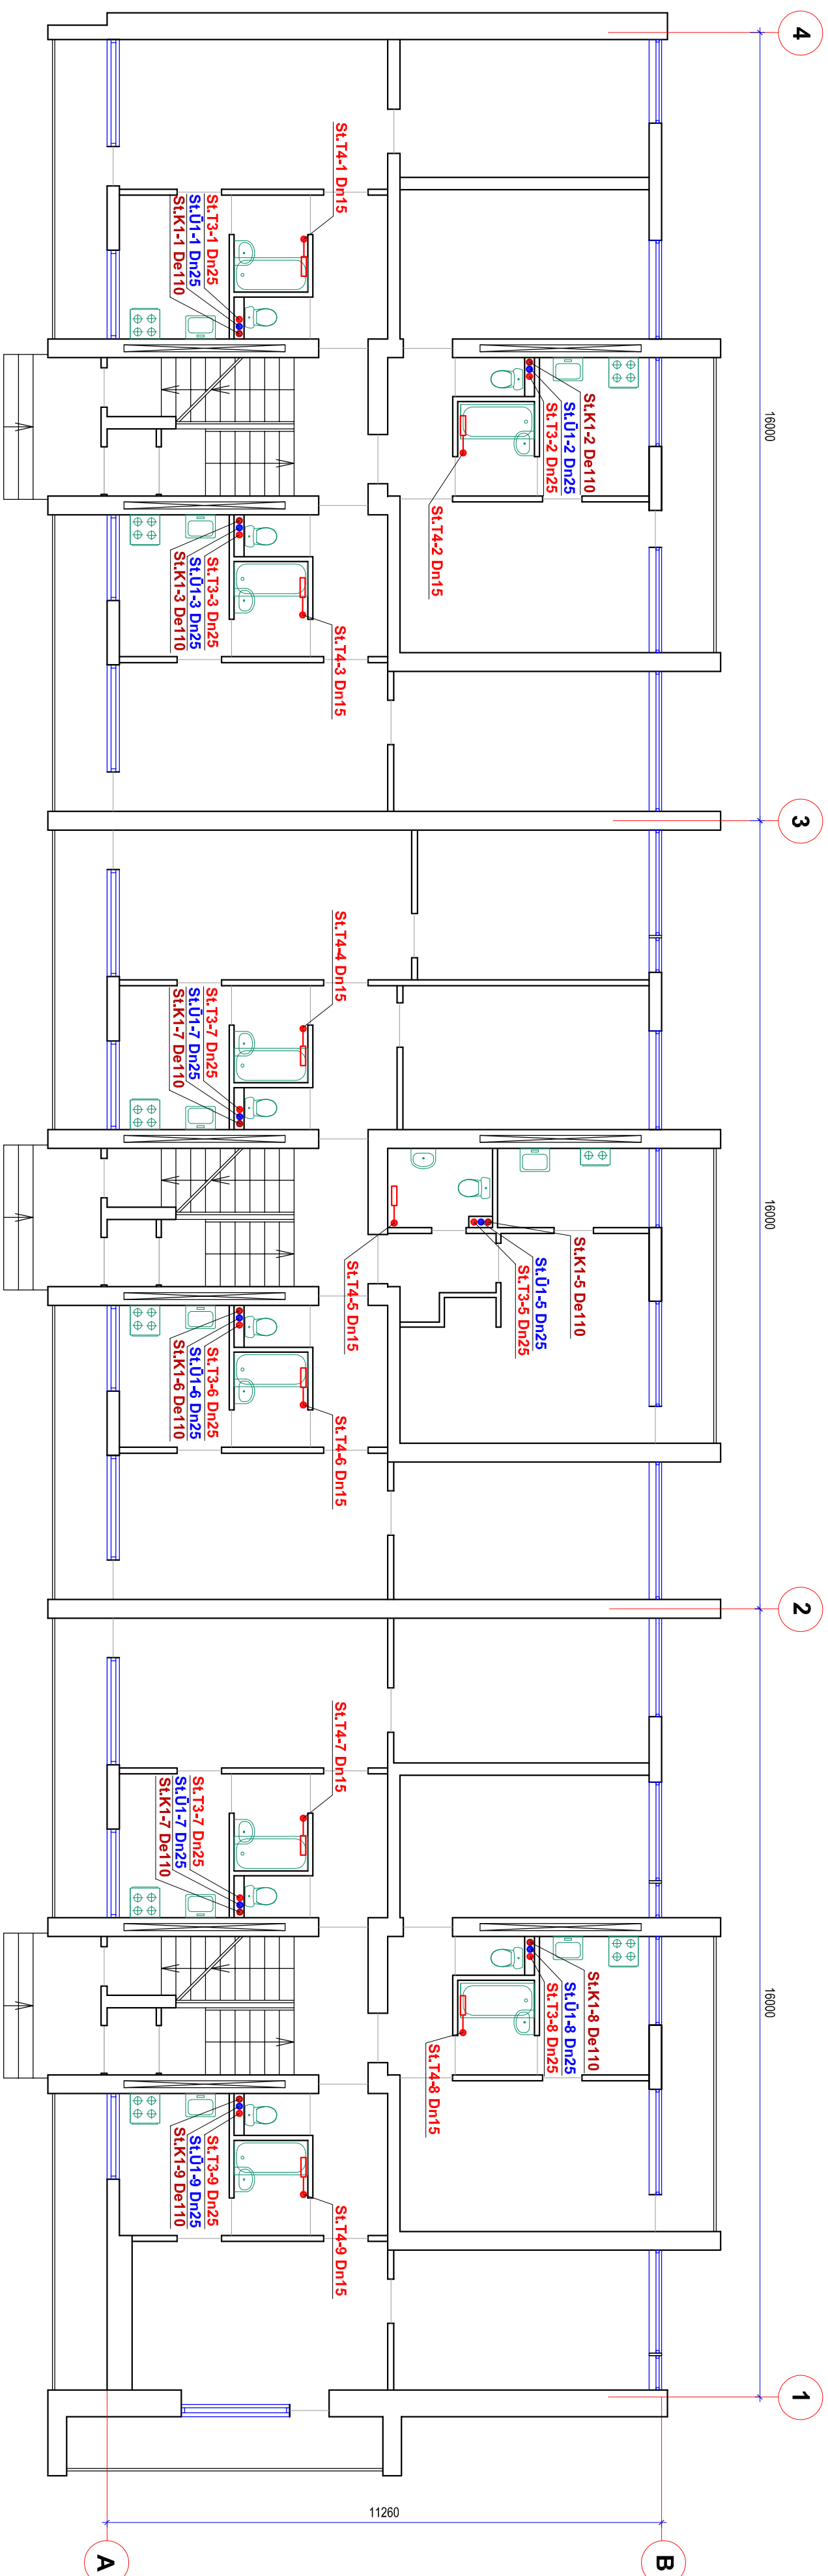 4
16000
St.T4-1 Dn15
St.T3-1 Dn25
St.Ü1-1 Dn25
St.K1-1 De110
St.K1-2 De110
St.Ü1-2 Dn25
St.T3-2 Dn25
St.T4-2 Dn15
St.T3-3 Dn25
St.Ü1-3 Dn25
St.K1-3 De110
St.T4-3 Dn15
3
16000
St.T4-4 Dn15
St.T3-7 Dn25
St.Ü1-7 Dn25
St.K1-7 De110
St.K1-5 De110
St.Ü1-5 Dn25
St.T3-5 Dn25
St.T4-5 Dn15
St.T3-6 Dn25
St.Ü1-6 Dn25
St.K1-6 De110
St.T4-6 Dn15
2
16000
St.T4-7 Dn15
St.T3-7 Dn25
St.Ü1-7 Dn25
St.K1-7 De110
St.K1-8 De110
St.Ü1-8 Dn25
St.T3-8 Dn25
St.T4-8 Dn15
St.T3-9 Dn25
St.Ü1-9 Dn25
St.K1-9 De110
St.T4-9 Dn15
1
11260
A
B